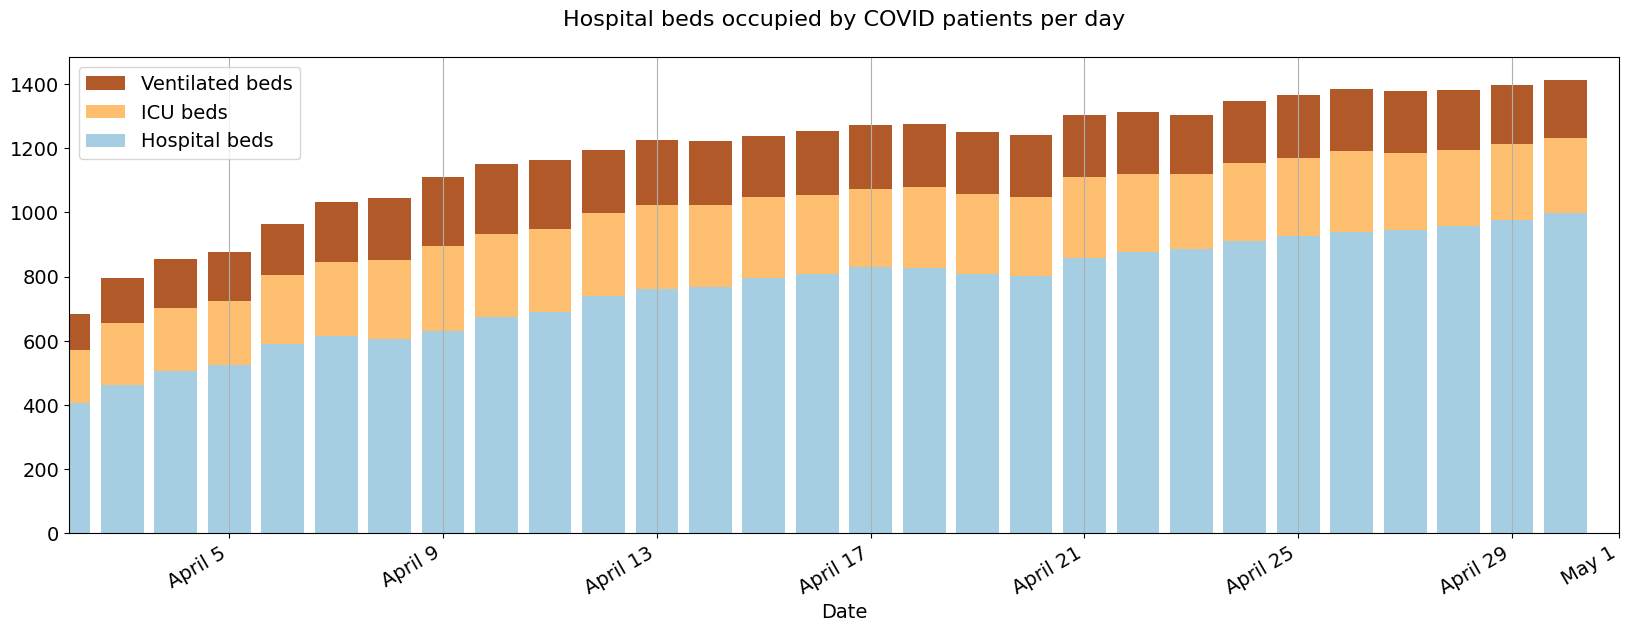 Hospital beds occupied by COVID patients per day
Ventilated beds
ICU beds
Hospital beds
1400
1200
1000
800
600
400
200
0
April 5
April 9
April 13
April 17
April 21
April 25
April 29
May 1
Date